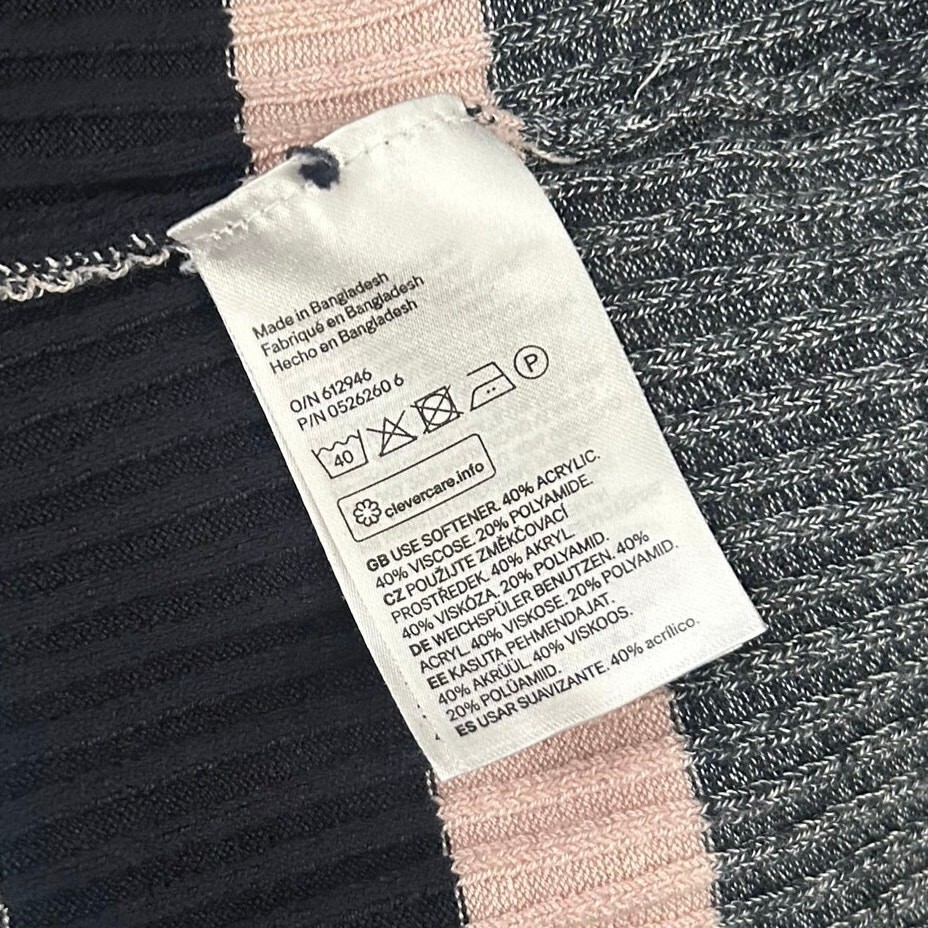 Made in Bangladesh
Fabriqué en Bangladesh
Hecho en Bangladesh
O/N 612946
P/N 0526260 6
40
P
clevercare.info
GB USE SOFTENER. 40% ACRYLIC.
40% VISCOSE. 20% POLYAMIDE.
CZ POUŽIJTE ZMĚKČOVACÍ
PROSTŘEDEK. 40% AKRYL.
40% VISKÓZA. 20% POLYAMID.
DE WEICHSPÜLER BENUTZEN. 40%
ACRYL. 40% VISKOSE. 20% POLYAMID.
EE KASUTA PEHMENDAJAT.
40% AKRÜÜL. 40% VISKOOS.
20% POLÜAMIID.
ES USAR SUAVIZANTE. 40% acrílico.